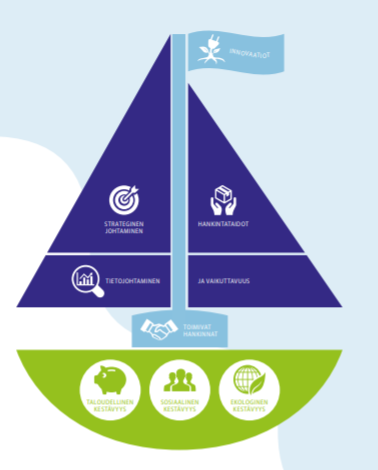 INNOVAATIOT
STRATEGINEN
JOHTAMINEN
HANKINTATAIDOT
TIETOJOHTAMINEN
JA VAIKUTTAVUUS
TOIMIVAT
HANKINNAT
TALOUDELLINEN
KESTÄVYYS
SOSIAALINEN
KESTÄVYYS
EKOLOGINEN
KESTÄVYYS